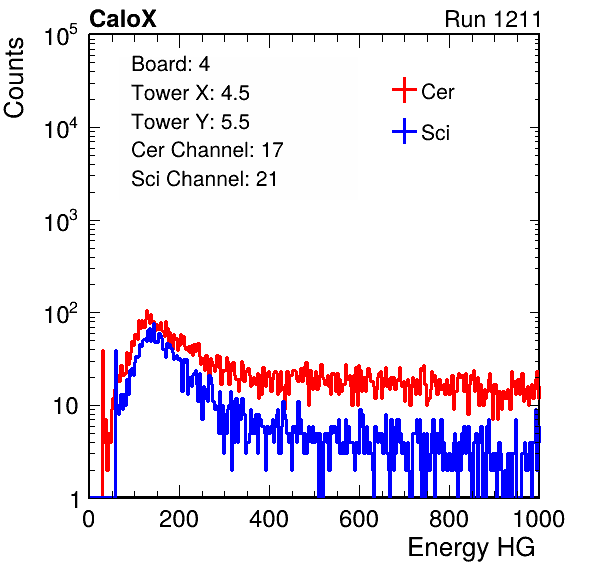 CaloX Run 1211
Counts
10^5
10^4
10^3
10^2
10
1
Board: 4
Tower X: 4.5
Tower Y: 5.5
Cer Channel: 17
Sci Channel: 21
Cer
Sci
0 200 400 600 800 1000
Energy HG